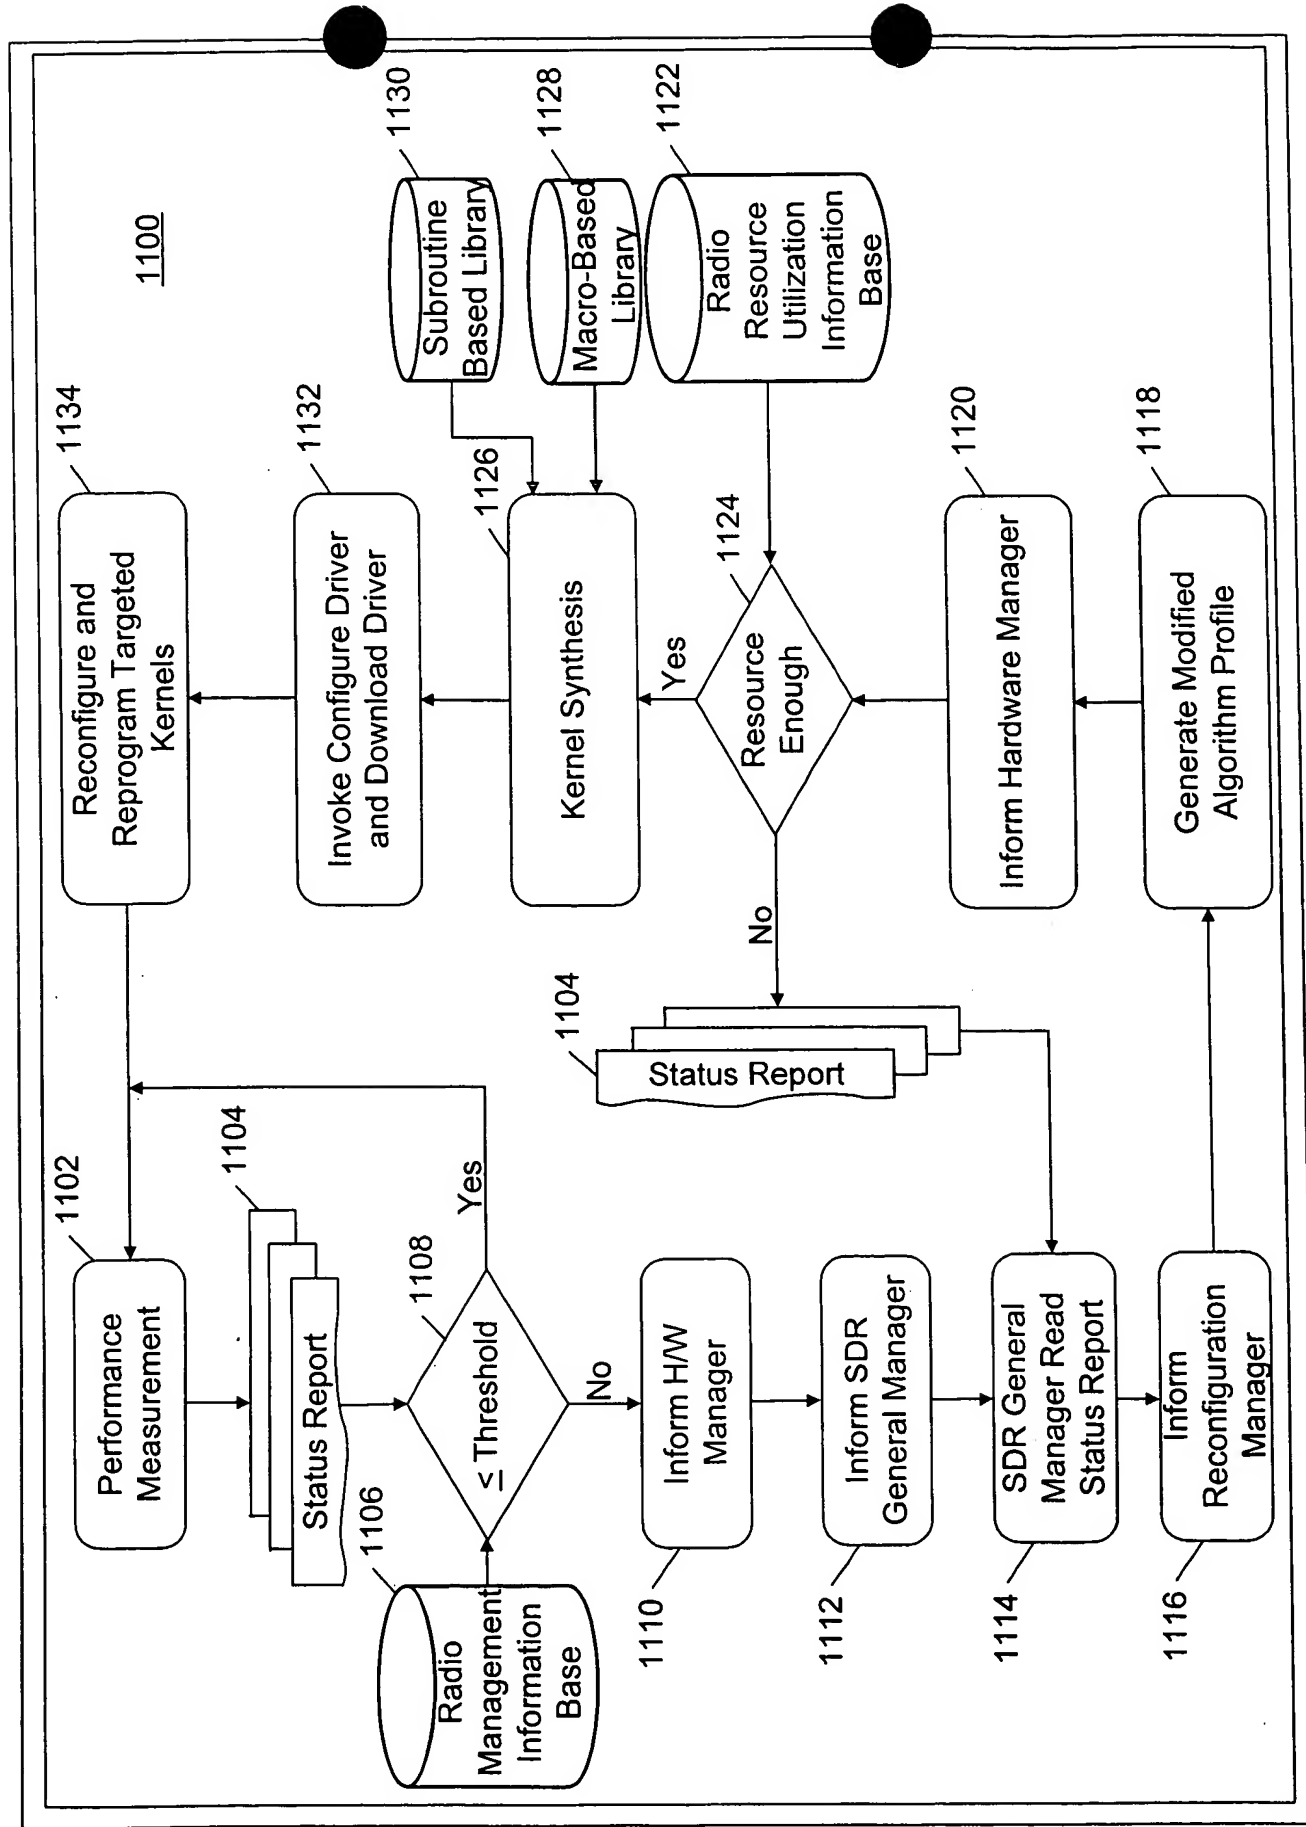 1100
1102
Performance
Measurement
1104
Status Report
1106
Radio
Management
Information
Base
1108
≤ Threshold
Yes
No
1110
Inform H/W
Manager
1112
Inform SDR
General Manager
1114
SDR General
Manager Read
Status Report
1116
Inform
Reconfiguration
Manager
1134
Reconfigure and
Reprogram Targeted
Kernels
1132
Invoke Configure Driver
and Download Driver
1126
Kernel Synthesis
1130
Subroutine
Based Library
1128
Macro-Based
Library
1122
Radio
Resource
Utilization
Information
Base
1124
Resource
Enough
Yes
No
1104
Status Report
1120
Inform Hardware Manager
1118
Generate Modified
Algorithm Profile